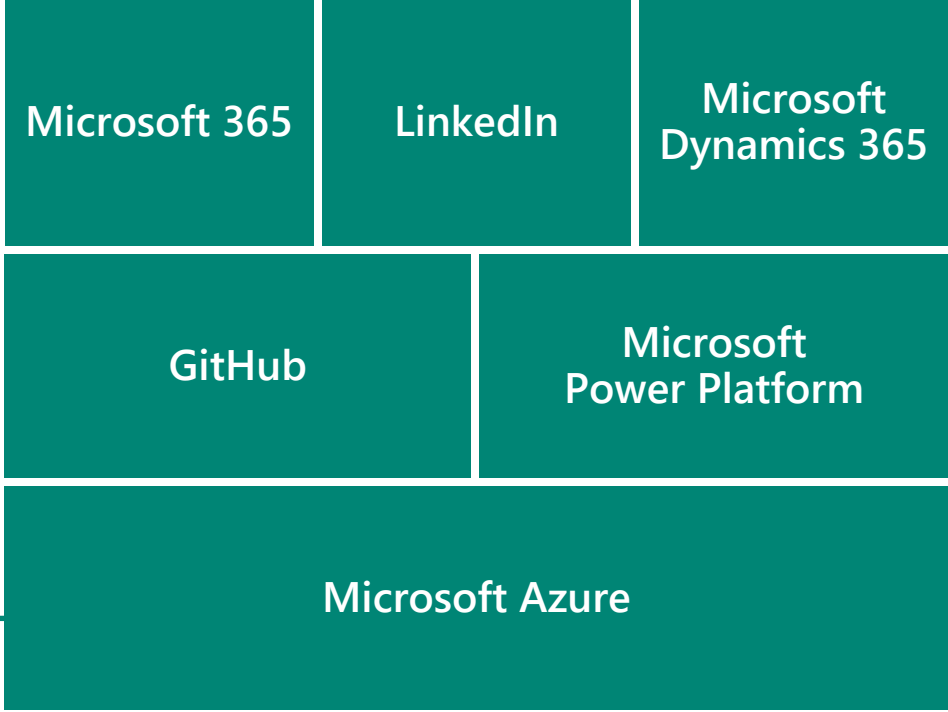 Microsoft 365
LinkedIn
Microsoft
Dynamics 365
GitHub
Microsoft
Power Platform
Microsoft Azure